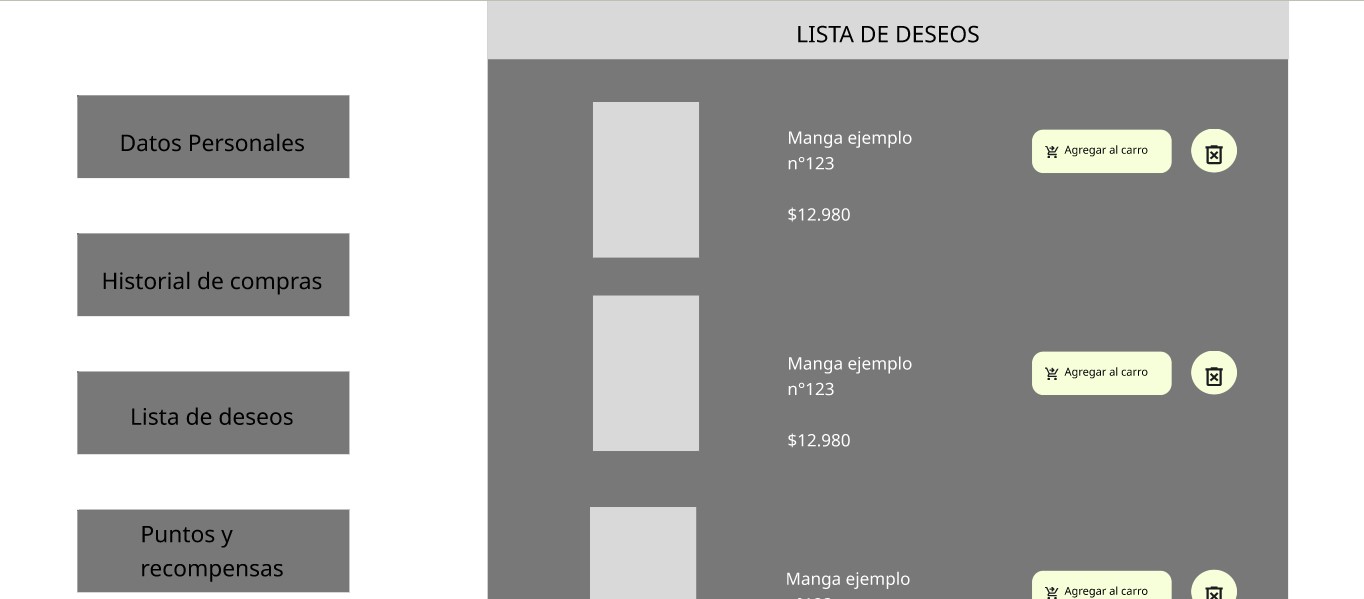 LISTA DE DESEOS
Datos Personales
Historial de compras
Lista de deseos
Puntos y
recompensas
Manga ejemplo
n°123
$12.980
Agregar al carro
Manga ejemplo
n°123
$12.980
Agregar al carro
Manga ejemplo
Agregar al carro